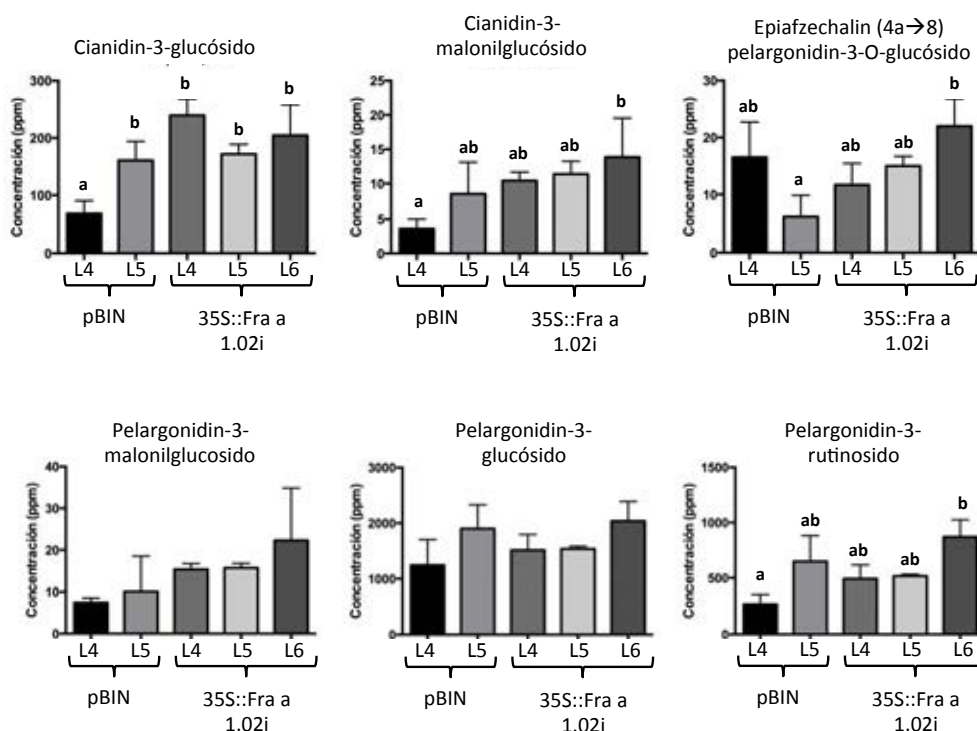 Cianidin-3-glucósido
Concentración (ppm)
300
200
100
0
b
b
b
b
a
L4
L5
L4
L5
L6
pBIN
35S::Fra a
1.02i
Cianidin-3-
malonilglucósido
Concentración (ppm)
25
20
15
10
5
0
b
ab
ab
ab
a
L4
L5
L4
L5
L6
pBIN
35S::Fra a
1.02i
Epiafzechalin (4a→8)
pelargonidin-3-O-glucósido
Concentración (ppm)
30
20
10
0
ab
a
ab
ab
b
L4
L5
L4
L5
L6
pBIN
35S::Fra a
1.02i
Pelargonidin-3-
malonilglucosido
Concentración (ppm)
40
30
20
10
0
L4
L5
L4
L5
L6
pBIN
35S::Fra a
1.02i
Pelargonidin-3-
glucósido
Concentración (ppm)
3000
2000
1000
0
L4
L5
L4
L5
L6
pBIN
35S::Fra a
1.02i
Pelargonidin-3-
rutinosido
Concentración (ppm)
1500
1000
500
0
a
ab
ab
ab
b
L4
L5
L4
L5
L6
pBIN
35S::Fra a
1.02i